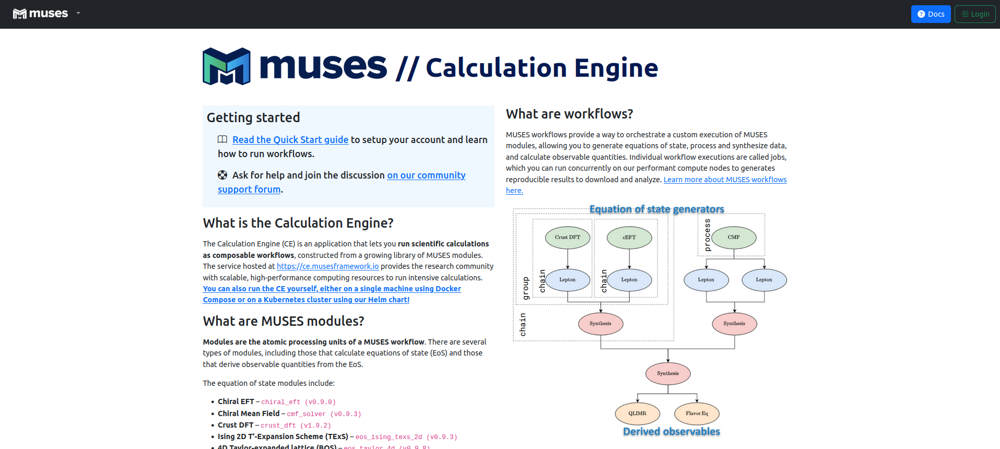 muses
Docs
Login
muses // Calculation Engine
Getting started
Read the Quick Start guide to setup your account and learn
how to run workflows.
Ask for help and join the discussion on our community
support forum.
What is the Calculation Engine?
The Calculation Engine (CE) is an application that lets you run scientific calculations
as composable workflows, constructed from a growing library of MUSES modules.
The service hosted at https://ce.musesframework.io provides the research community
with scalable, high-performance computing resources to run intensive calculations.
You can also run the CE yourself, either on a single machine using Docker
Compose or on a Kubernetes cluster using our Helm chart!
What are MUSES modules?
Modules are the atomic processing units of a MUSES workflow. There are several
types of modules, including those that calculate equations of state (EoS) and those
that derive observable quantities from the EoS.
The equation of state modules include:
• Chiral EFT – chiral_eft (v0.9.0)
• Chiral Mean Field – cmf_solver (v0.9.3)
• Crust DFT – crust_dft (v1.9.2)
• Ising 2D T'-Expansion Scheme (TExS) – eos_ising_texs_2d (v0.9.3)
• 4D Taylor-expanded lattice (BQS) – eos_taylor_4d (v0.9.8)
What are workflows?
MUSES workflows provide a way to orchestrate a custom execution of MUSES
modules, allowing you to generate equations of state, process and synthesize data,
and calculate observable quantities. Individual workflow executions are called jobs,
which you can run concurrently on our performant compute nodes to generates
reproducible results to download and analyze. Learn more about MUSES workflows
here.
Equation of state generators
process
Crust DFT
cEFT
CMF
group
chain
Lepton
chain
Lepton
Lepton
Lepton
chain
Synthesis
Synthesis
Synthesis
QLIMR
Flavor Eq
Derived observables